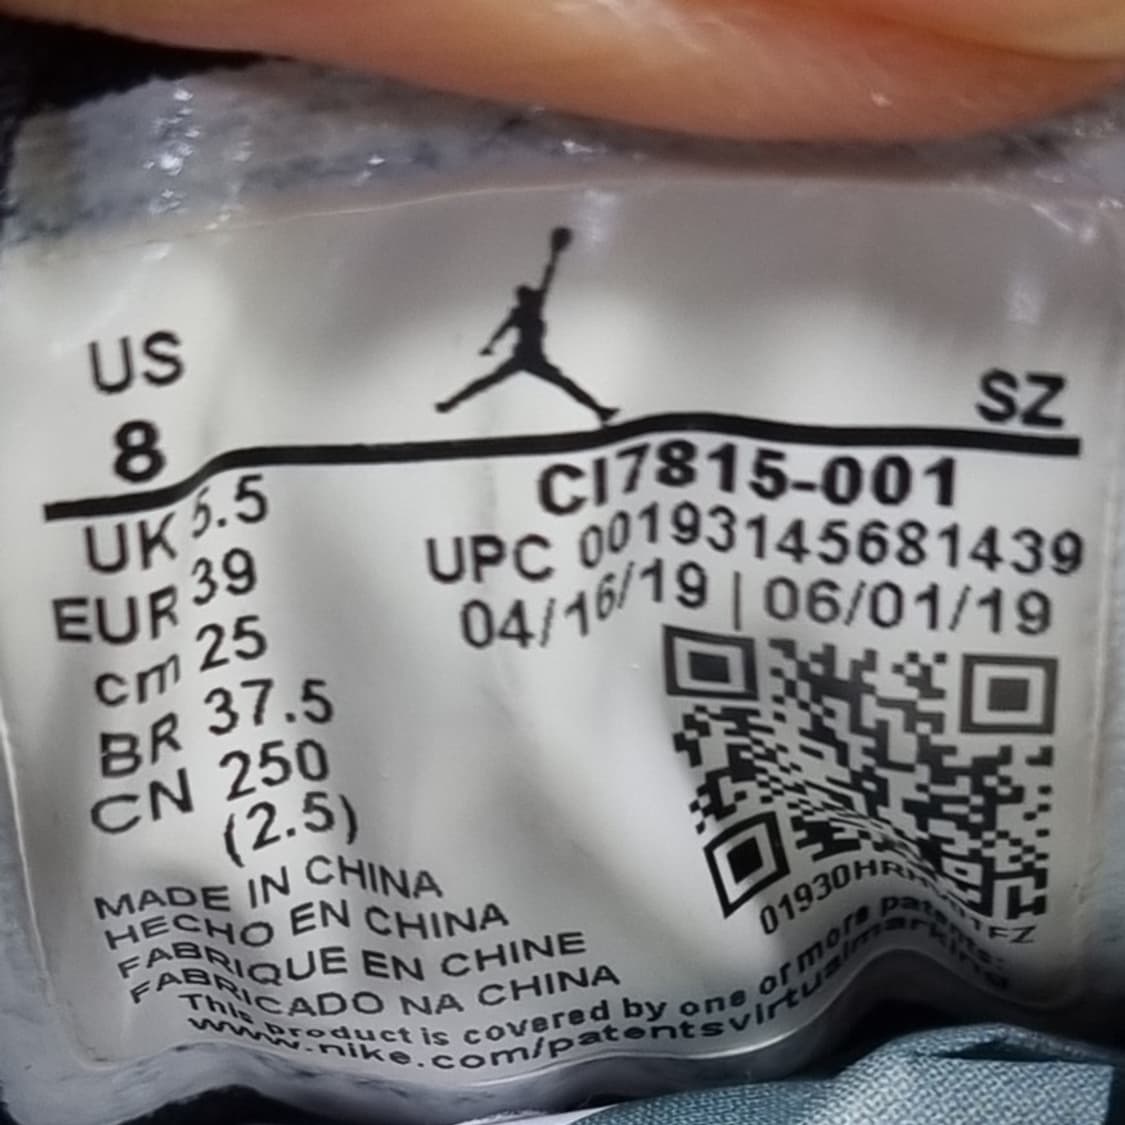 US
8
SZ
UK 5.5
EUR 39
cm 25
BR 37.5
CN 250
(2.5)
CI7815-001
UPC 00193145681439
04/16/19 | 06/01/19
MADE IN CHINA
HECHO EN CHINA
FABRIQUE EN CHINE
FABRICADO NA CHINA
This product is covered by one or more patents:
www.nike.com/patentsvirtualmarking